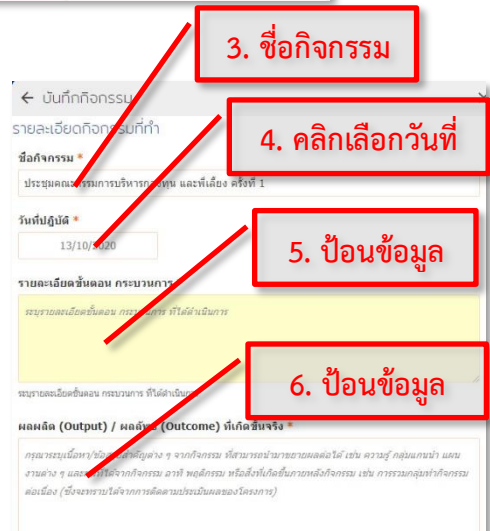 3. ชื่อกิจกรรม
← บันทึกกิจกรรม
รายละเอียดกิจกรรมที่ทำ
4. คลิกเลือกวันที่
ชื่อกิจกรรม *
ประชุมคณะกรรมการบริหารกองทุน และพี่เลี้ยง ครั้งที่ 1
วันที่ปฏิบัติ *
13/10/2020
5. ป้อนข้อมูล
รายละเอียดขั้นตอน กระบวนการ
ระบุรายละเอียดขั้นตอน กระบวนการ ที่ได้ดำเนินการ
6. ป้อนข้อมูล
ระบุรายละเอียดขั้นตอน กระบวนการ ที่ได้ดำเนินการ
ผลผลิต (Output) / ผลลัพธ์ (Outcome) ที่เกิดขึ้นจริง *
กรุณาระบุเนื้อหา/ข้อสรุปสำคัญต่าง ๆ จากกิจกรรม ที่สามารถนำมาขยายผลต่อได้ เช่น ความรู้ กลุ่มแกนนำ แผน
งานต่าง ๆ และผลที่ได้จากกิจกรรม อาทิ พฤติกรรม หรือสิ่งที่เกิดขึ้นภายหลังกิจกรรม เช่น การรวมกลุ่มทำกิจกรรม
ต่อเนื่อง (ซึ่งจะทราบได้จากการติดตามประเมินผลของโครงการ)